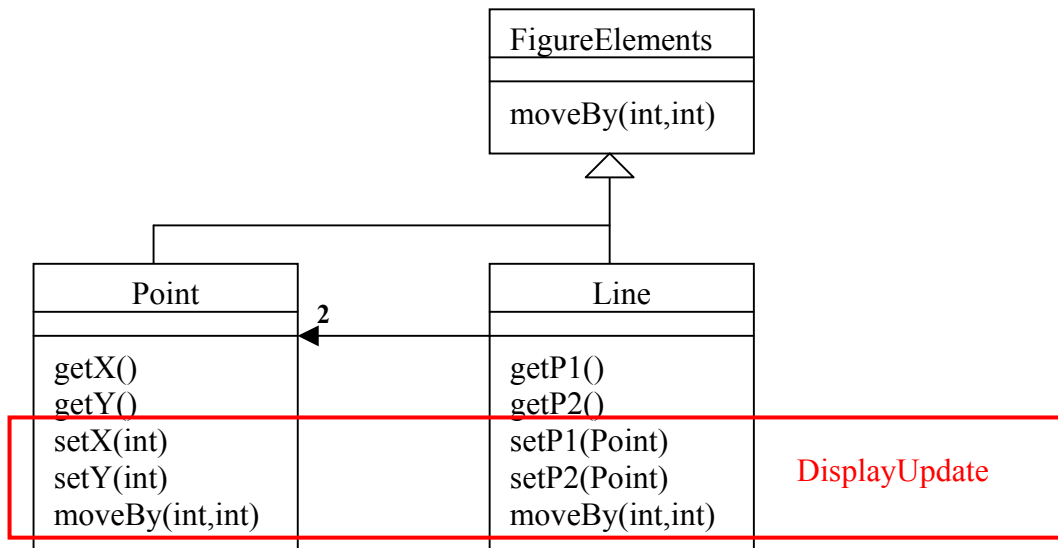 FigureElements
moveBy(int,int)
Point
2
Line
getX()
getY()
setX(int)
setY(int)
moveBy(int,int)
getP1()
getP2()
setP1(Point)
setP2(Point)
moveBy(int,int)
DisplayUpdate